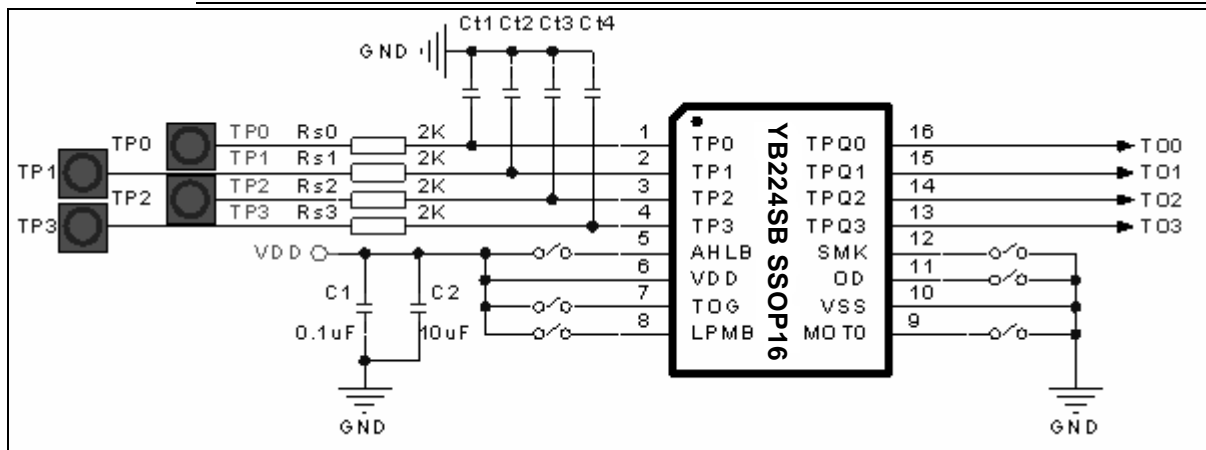 Ct1 Ct2 Ct3 Ct4
GND
TP0 TP0 Rs0 2K 1 TP0 TPQ0 16 TO0
TP1 TP1 Rs1 2K 2 TP1 TPQ1 15 TO1
TP2 TP2 Rs2 2K 3 TP2 TPQ2 14 TO2
TP3 TP3 Rs3 2K 4 TP3 TPQ3 13 TO3
VDD 5 AHLB SMK 12
6 VDD OD 11
C1 C2 7 TOG VSS 10
0.1uF 10uF 8 LPMB MOT0 9
YB224SB SSOP16
GND GND